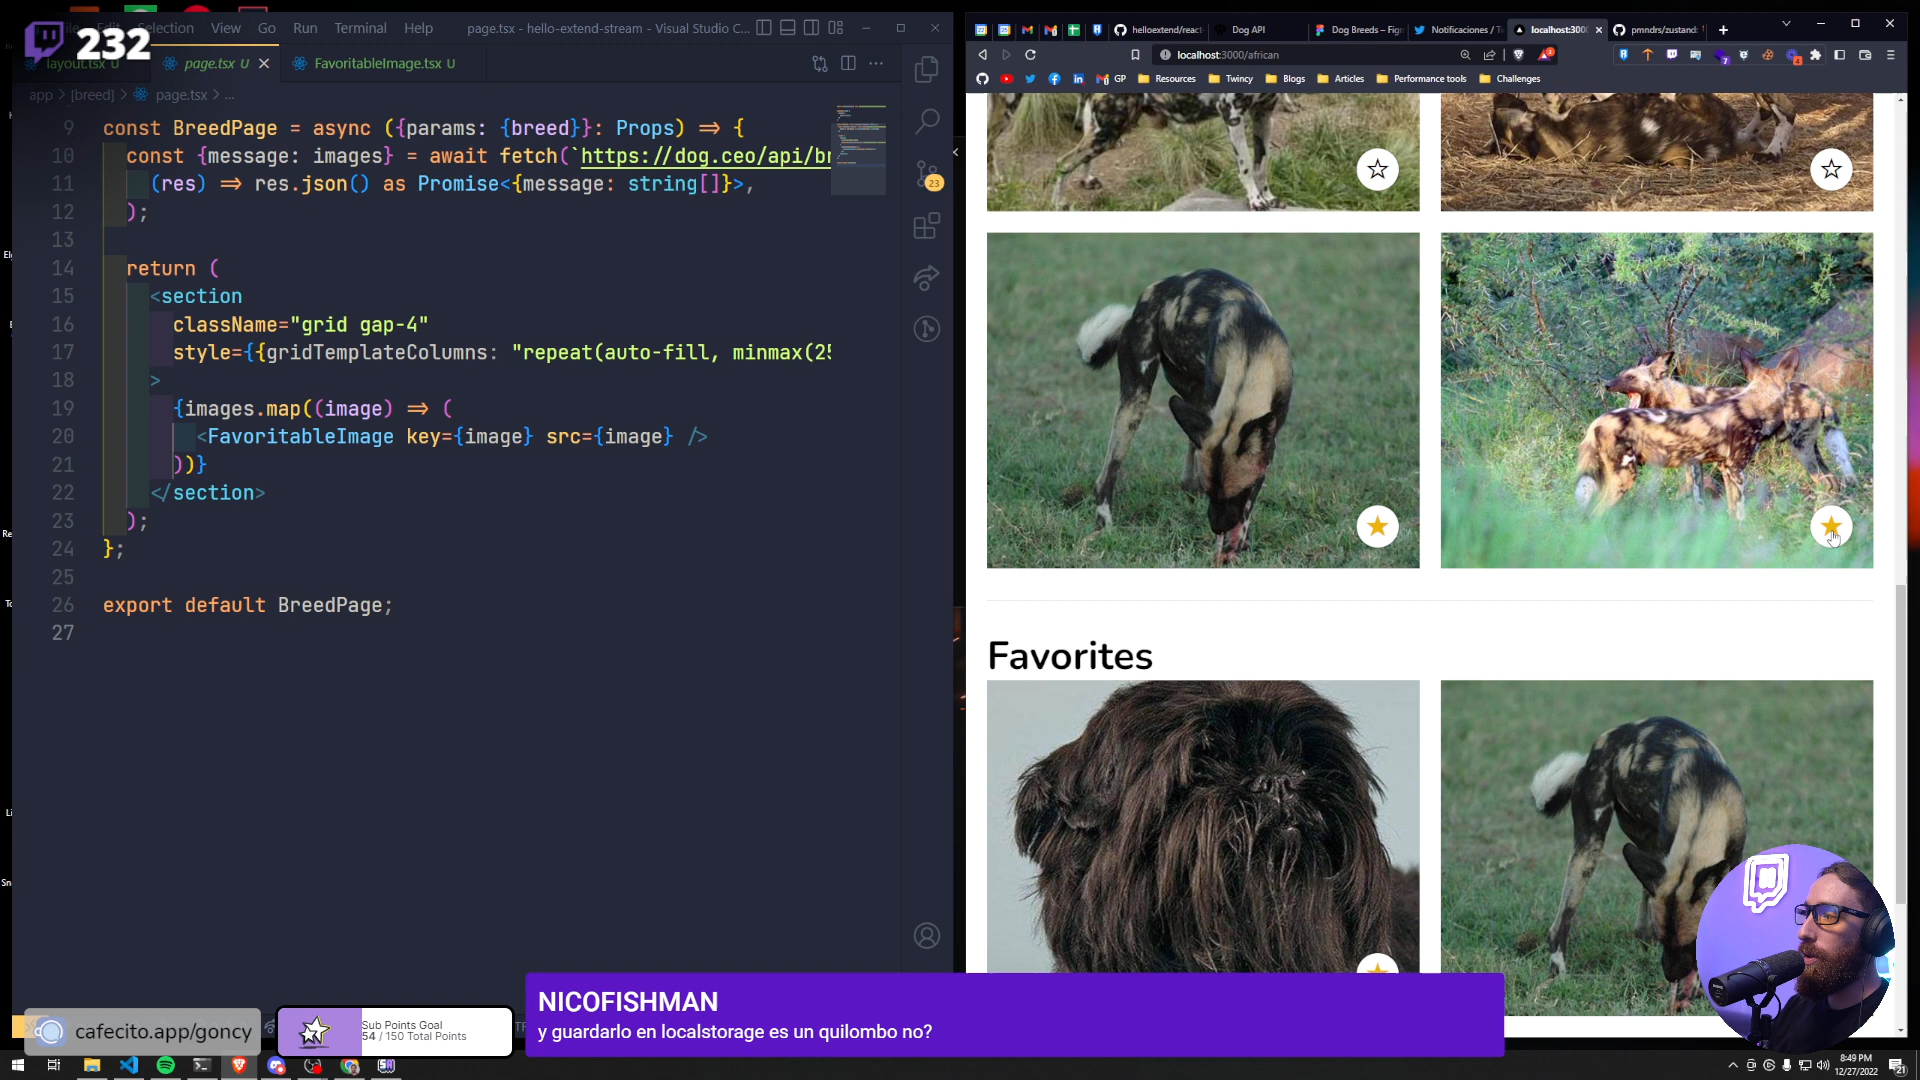 232
File Edit Selection View Go Run Terminal Help
page.tsx - hello-extend-stream - Visual Studio C...
layout.tsx U
page.tsx U
FavoritableImage.tsx U
app > [breed] > page.tsx > ...
9 const BreedPage = async ({params: {breed}}: Props) => {
10 const {message: images} = await fetch(`https://dog.ceo/api/br
11 (res) => res.json() as Promise<{message: string[]}>,
12 );
13
14 return (
15 <section
16 className="grid gap-4"
17 style={{gridTemplateColumns: "repeat(auto-fill, minmax(25
18 >
19 {images.map((image) => (
20 <FavoritableImage key={image} src={image} />
21 ))}
22 </section>
23 );
24 };
25
26 export default BreedPage;
27
23
helloextend/react
Dog API
Dog Breeds – Fig
Notificaciones / T
localhost:300
pmndrs/zustand:
localhost:3000/african
GP
Resources
Twincy
Blogs
Articles
Performance tools
Challenges
Favorites
cafecito.app/goncy
Sub Points Goal
54 / 150 Total Points
NICOFISHMAN
y guardarlo en localstorage es un quilombo no?
8:49 PM
12/27/2022
21